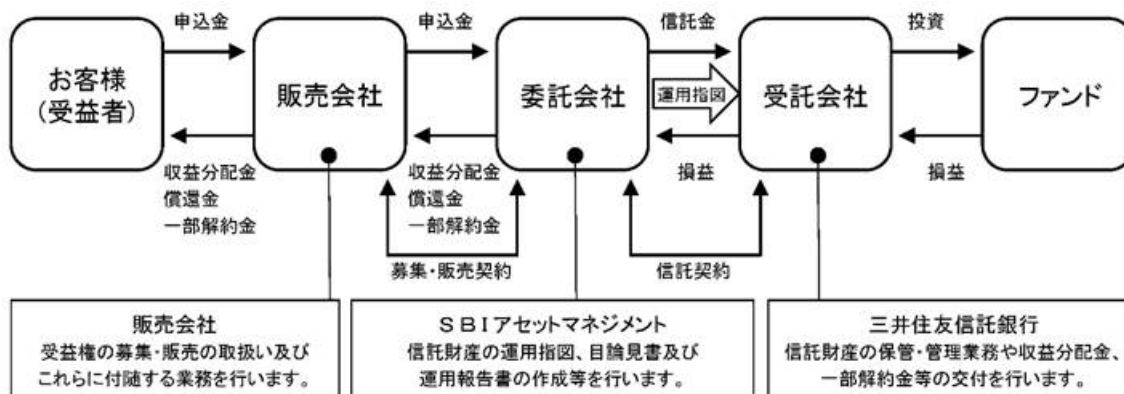 申込金
申込金
信託金
投資
お客様
(受益者)
販売会社
委託会社
運用指図
受託会社
ファンド
収益分配金
償還金
一部解約金
収益分配金
償還金
一部解約金
損益
損益
募集・販売契約
信託契約
販売会社
受益権の募集・販売の取扱い及び
これらに付随する業務を行います。
SBIアセットマネジメント
信託財産の運用指図、目論見書及び
運用報告書の作成等を行います。
三井住友信託銀行
信託財産の保管・管理業務や収益分配金、
一部解約金等の交付を行います。